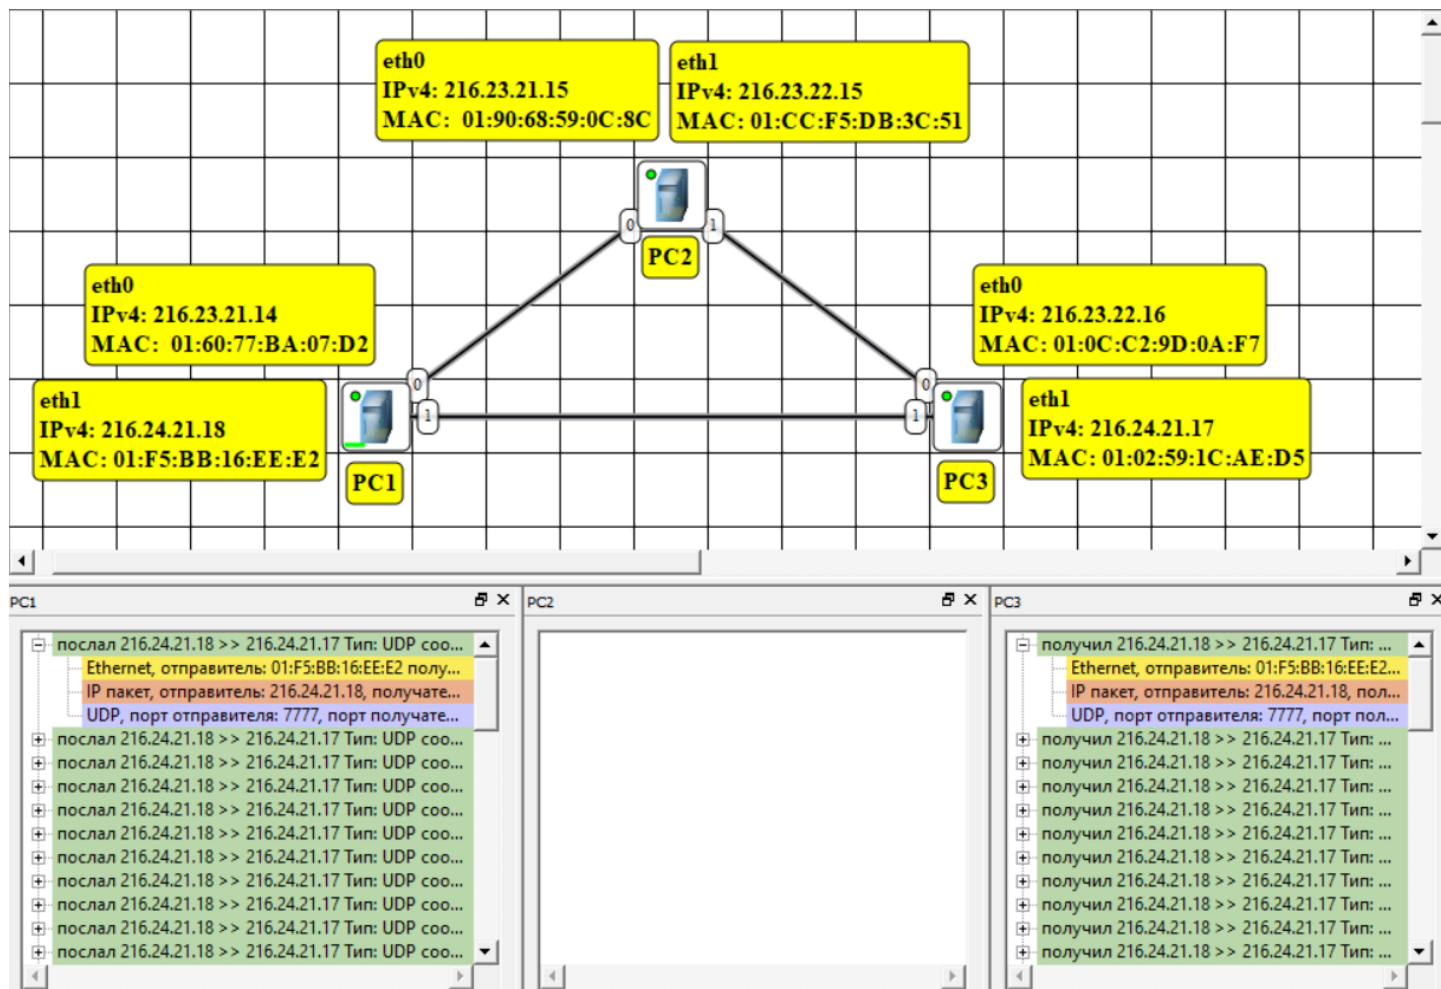 eth0
IPv4: 216.23.21.15
MAC: 01:90:68:59:0C:8C
eth1
IPv4: 216.23.22.15
MAC: 01:CC:F5:DB:3C:51
0
1
PC2
eth0
IPv4: 216.23.21.14
MAC: 01:60:77:BA:07:D2
eth0
IPv4: 216.23.22.16
MAC: 01:0C:C2:9D:0A:F7
0
0
eth1
IPv4: 216.24.21.18
MAC: 01:F5:BB:16:EE:E2
1
1
eth1
IPv4: 216.24.21.17
MAC: 01:02:59:1C:AE:D5
PC1
PC3
PC1
послал 216.24.21.18 >> 216.24.21.17 Тип: UDP соо...
Ethernet, отправитель: 01:F5:BB:16:EE:E2 полу...
IP пакет, отправитель: 216.24.21.18, получате...
UDP, порт отправителя: 7777, порт получате...
послал 216.24.21.18 >> 216.24.21.17 Тип: UDP соо...
послал 216.24.21.18 >> 216.24.21.17 Тип: UDP соо...
послал 216.24.21.18 >> 216.24.21.17 Тип: UDP соо...
послал 216.24.21.18 >> 216.24.21.17 Тип: UDP соо...
послал 216.24.21.18 >> 216.24.21.17 Тип: UDP соо...
послал 216.24.21.18 >> 216.24.21.17 Тип: UDP соо...
послал 216.24.21.18 >> 216.24.21.17 Тип: UDP соо...
послал 216.24.21.18 >> 216.24.21.17 Тип: UDP соо...
послал 216.24.21.18 >> 216.24.21.17 Тип: UDP соо...
послал 216.24.21.18 >> 216.24.21.17 Тип: UDP соо...
PC2
PC3
получил 216.24.21.18 >> 216.24.21.17 Тип: ...
Ethernet, отправитель: 01:F5:BB:16:EE:E2...
IP пакет, отправитель: 216.24.21.18, пол...
UDP, порт отправителя: 7777, порт пол...
получил 216.24.21.18 >> 216.24.21.17 Тип: ...
получил 216.24.21.18 >> 216.24.21.17 Тип: ...
получил 216.24.21.18 >> 216.24.21.17 Тип: ...
получил 216.24.21.18 >> 216.24.21.17 Тип: ...
получил 216.24.21.18 >> 216.24.21.17 Тип: ...
получил 216.24.21.18 >> 216.24.21.17 Тип: ...
получил 216.24.21.18 >> 216.24.21.17 Тип: ...
получил 216.24.21.18 >> 216.24.21.17 Тип: ...
получил 216.24.21.18 >> 216.24.21.17 Тип: ...
получил 216.24.21.18 >> 216.24.21.17 Тип: ...